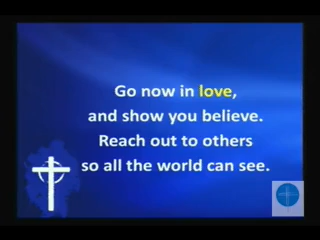 Go now in love,
and show you believe.
Reach out to others
so all the world can see.